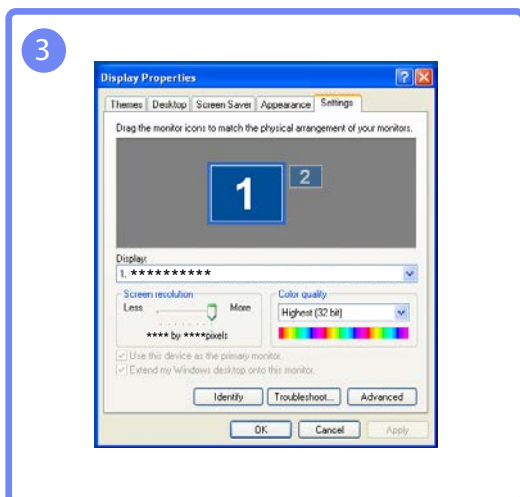 3
Display Properties
Themes Desktop Screen Saver Appearance Settings
Drag the monitor icons to match the physical arrangement of your monitors.
1 2
Display:
1. **********
Screen resolution Color quality
Less More Highest (32 bit)
**** by ****pixels
Use this device as the primary monitor.
Extend my Windows desktop onto this monitor.
Identify Troubleshoot... Advanced
OK Cancel Apply